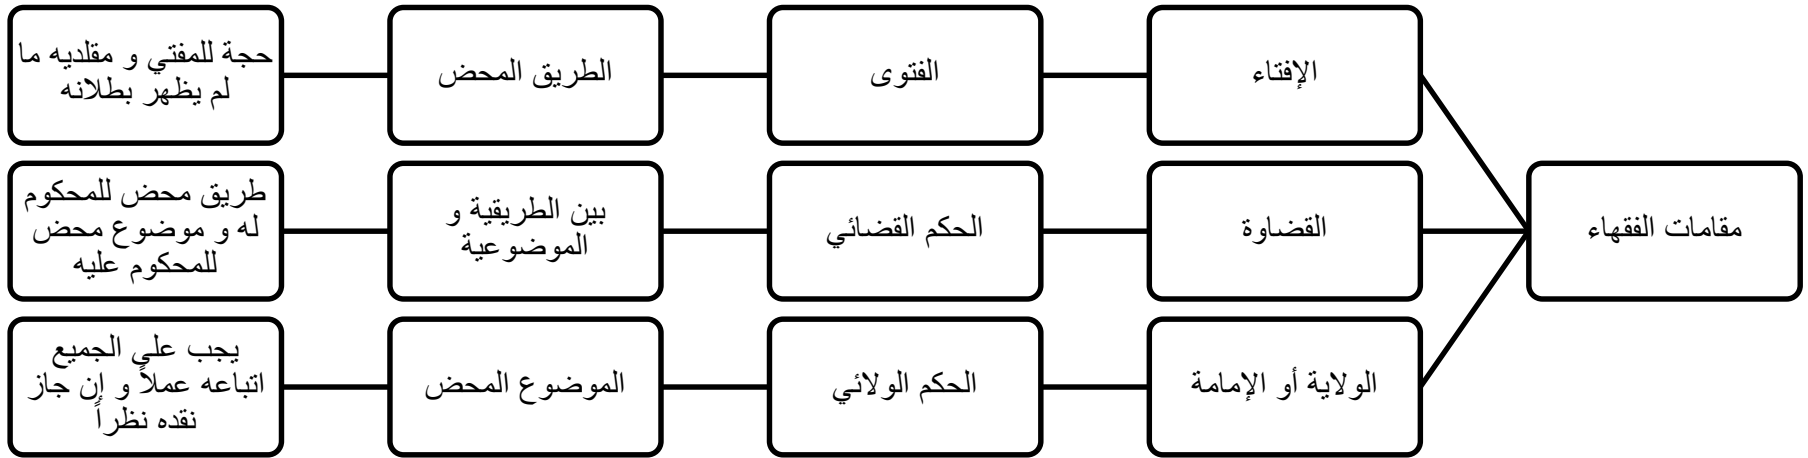 مقامات الفقهاء
الإفتاء
الفتوى
الطريق المحض
حجة للمفتي و مقلديه ما
لم يظهر بطلانه
القضاوة
الحكم القضائي
بين الطريقية و
الموضوعية
طريق محض للمحكوم
له و موضوع محض
للمحكوم عليه
الولاية أو الإمامة
الحكم الولائي
الموضوع المحض
يجب على الجميع
اتباعه عملاً و إن جاز
نقده نظراً